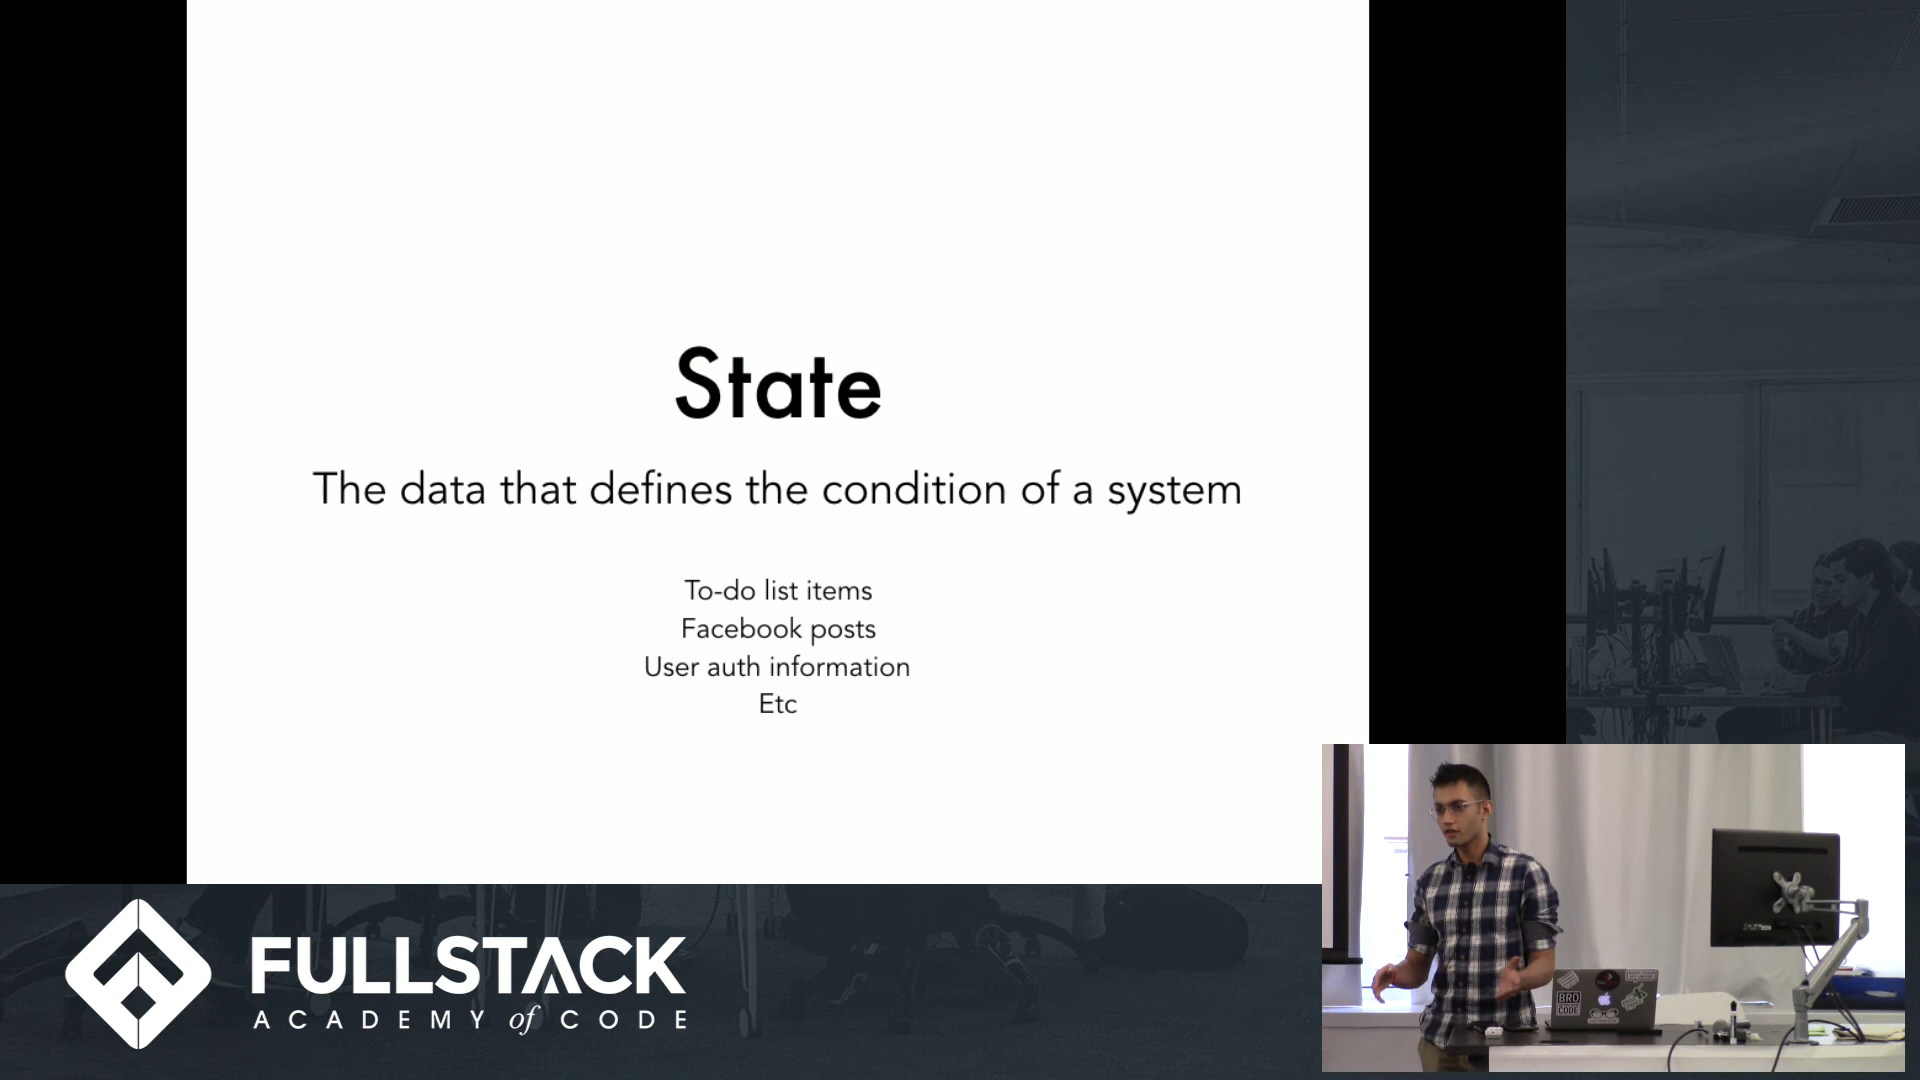 State
The data that defines the condition of a system
To-do list items
Facebook posts
User auth information
Etc
FULLSTACK
ACADEMY of CODE
BRO
CODE